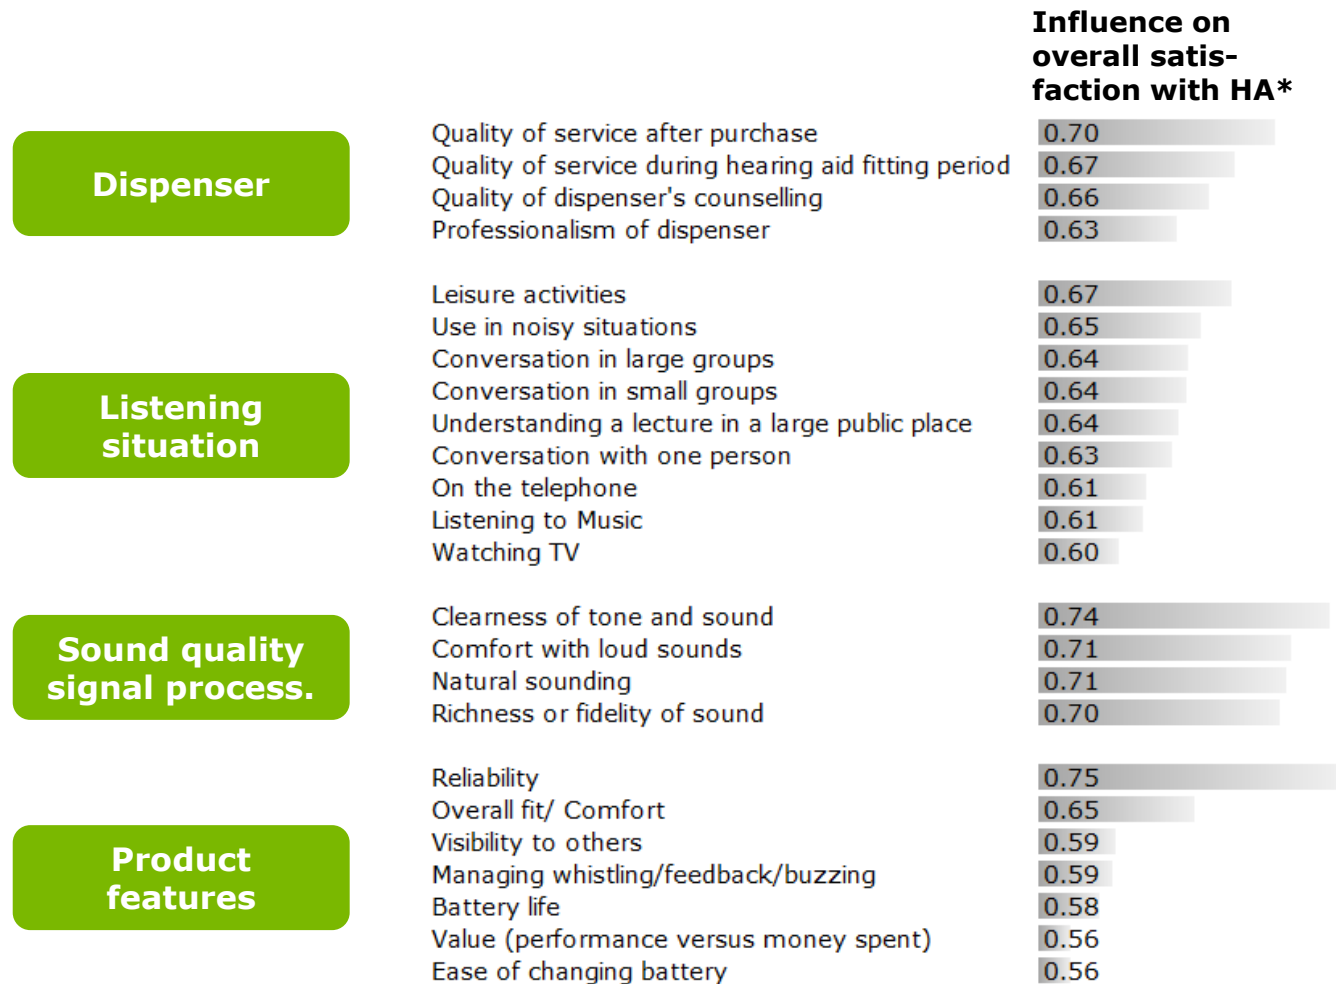 Influence on
overall satis-
faction with HA*
Dispenser
Quality of service after purchase 0.70
Quality of service during hearing aid fitting period 0.67
Quality of dispenser's counselling 0.66
Professionalism of dispenser 0.63
Listening
situation
Leisure activities 0.67
Use in noisy situations 0.65
Conversation in large groups 0.64
Conversation in small groups 0.64
Understanding a lecture in a large public place 0.64
Conversation with one person 0.63
On the telephone 0.61
Listening to Music 0.61
Watching TV 0.60
Sound quality
signal process.
Clearness of tone and sound 0.74
Comfort with loud sounds 0.71
Natural sounding 0.71
Richness or fidelity of sound 0.70
Product
features
Reliability 0.75
Overall fit/ Comfort 0.65
Visibility to others 0.59
Managing whistling/feedback/buzzing 0.59
Battery life 0.58
Value (performance versus money spent) 0.56
Ease of changing battery 0.56